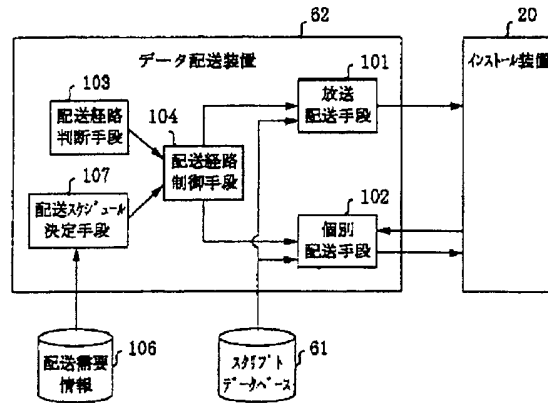 62
20
データ配送装置
インストール装置
103
配送経路
判断手段
104
配送経路
制御手段
101
放送
配送手段
107
配送スケジュール
決定手段
102
個別
配送手段
配送需要
情報
106
スクリプト
データベース
61